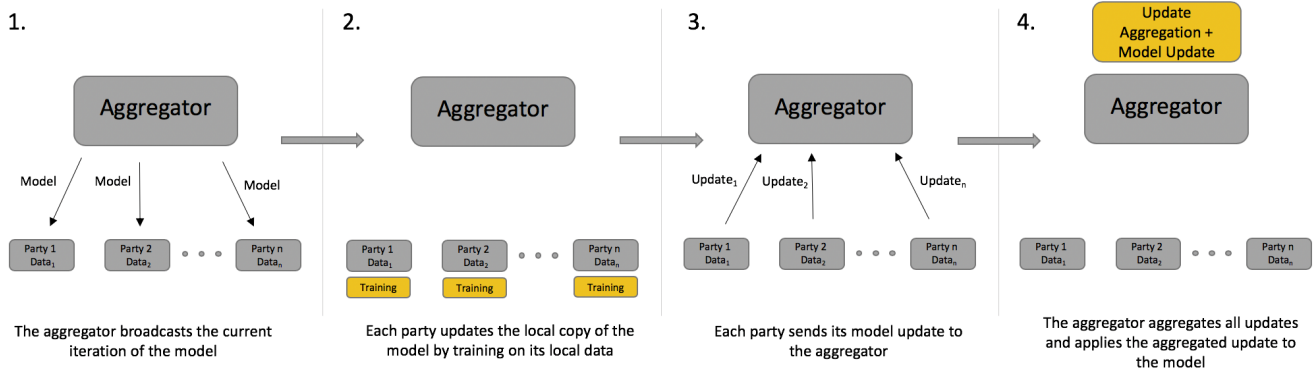 1.
Aggregator
Model
Model
Model
Party 1
Data₁
Party 2
Data₂
Party n
Dataₙ
The aggregator broadcasts the current
iteration of the model
2.
Aggregator
Party 1
Data₁
Training
Party 2
Data₂
Training
Party n
Dataₙ
Training
Each party updates the local copy of the
model by training on its local data
3.
Aggregator
Update₁
Update₂
Updateₙ
Party 1
Data₁
Party 2
Data₂
Party n
Dataₙ
Each party sends its model update to
the aggregator
4.
Update
Aggregation +
Model Update
Aggregator
Party 1
Data₁
Party 2
Data₂
Party n
Dataₙ
The aggregator aggregates all updates
and applies the aggregated update to
the model